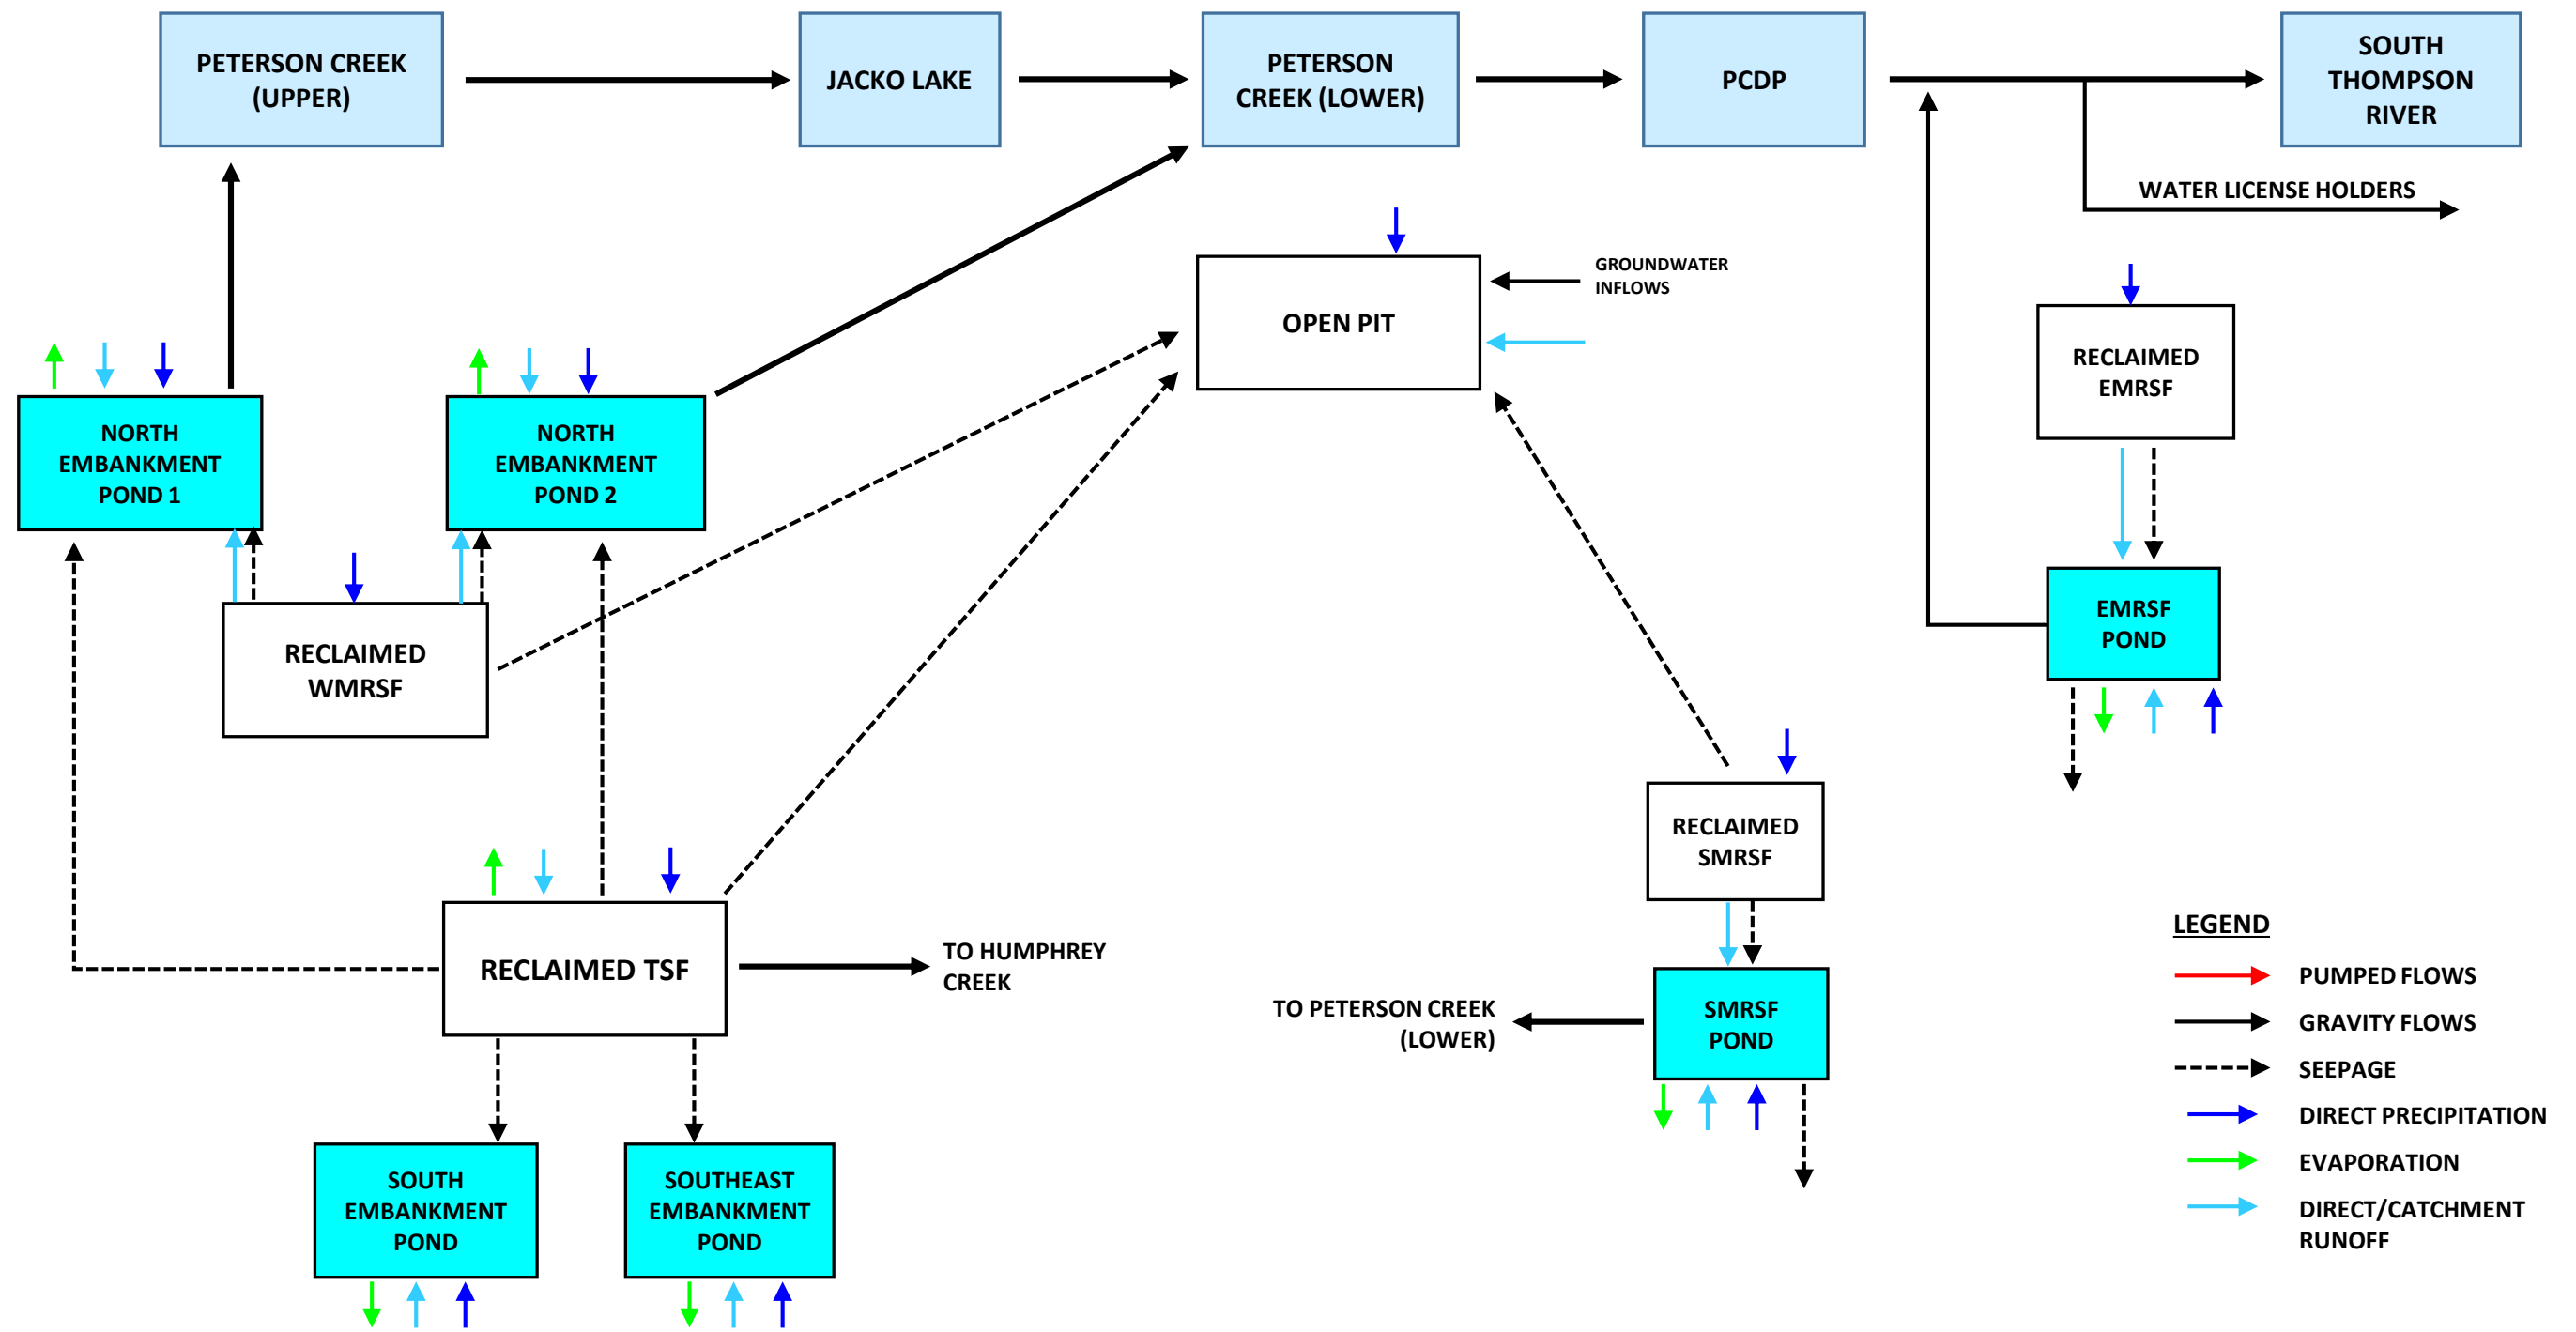 PETERSON CREEK
(UPPER)
JACKO LAKE
PETERSON
CREEK (LOWER)
PCDP
SOUTH
THOMPSON
RIVER
WATER LICENSE HOLDERS
GROUNDWATER
INFLOWS
OPEN PIT
RECLAIMED
EMRSF
NORTH
EMBANKMENT
POND 1
NORTH
EMBANKMENT
POND 2
EMRSF
POND
RECLAIMED
WMRSF
RECLAIMED
SMRSF
RECLAIMED TSF
TO HUMPHREY
CREEK
TO PETERSON CREEK
(LOWER)
SMRSF
POND
SOUTH
EMBANKMENT
POND
SOUTHEAST
EMBANKMENT
POND
LEGEND
PUMPED FLOWS
GRAVITY FLOWS
SEEPAGE
DIRECT PRECIPITATION
EVAPORATION
DIRECT/CATCHMENT
RUNOFF